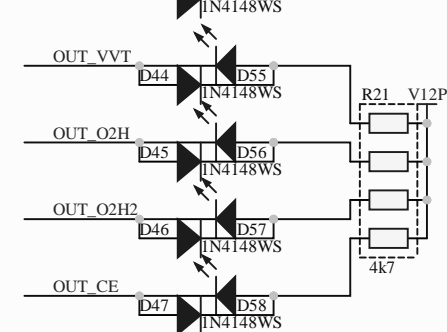 1N4148WS
OUT_VVT
D44 D55
1N4148WS
R21 V12P
OUT_O2H
D45 D56
1N4148WS
OUT_O2H2
D46 D57
1N4148WS
4k7
OUT_CE
D47 D58
1N4148WS